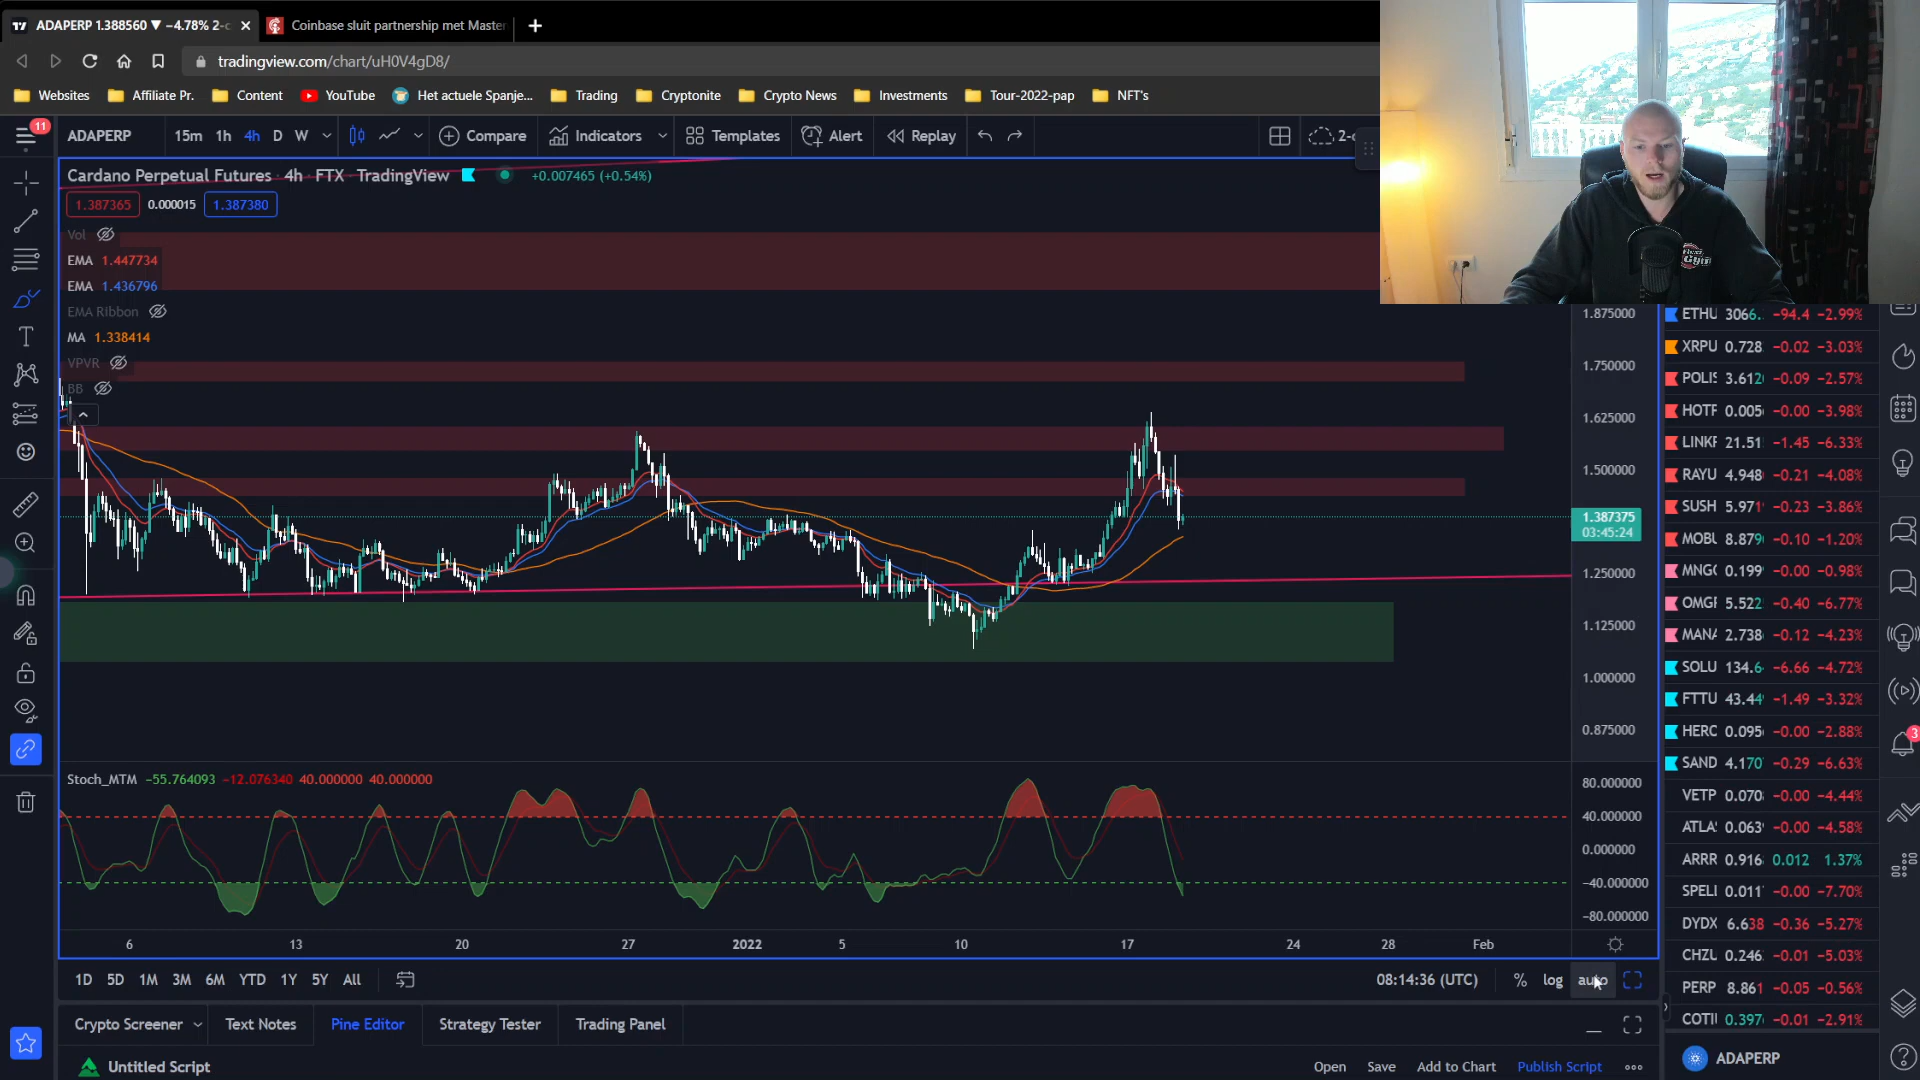 ADAPERP 1.388560 ▼ −4.78% 2-c
Coinbase sluit partnership met Master
tradingview.com/chart/uH0V4gD8/
Websites Affiliate Pr. Content YouTube Het actuele Spanje... Trading Cryptonite Crypto News Investments Tour-2022-pap NFT's
11
ADAPERP 15m 1h 4h D W Compare Indicators Templates Alert Replay 2-c
Cardano Perpetual Futures · 4h · FTX · TradingView +0.007465 (+0.54%)
1.387365 0.000015 1.387380
Vol
EMA 1.447734
EMA 1.436796
EMA Ribbon
MA 1.338414
VPVR
BB
1.875000
1.750000
1.625000
1.500000
1.387375
03:45:24
1.250000
1.125000
1.000000
0.875000
Stoch_MTM −55.764093 −12.076340 40.000000 40.000000
80.000000
40.000000
0.000000
−40.000000
−80.000000
6 13 20 27 2022 5 10 17 24 28 Feb
1D 5D 1M 3M 6M YTD 1Y 5Y All 08:14:36 (UTC) % log auto
Crypto Screener Text Notes Pine Editor Strategy Tester Trading Panel
Untitled Script Open Save Add to Chart Publish Script
ETHU 3066. −94.4 −2.99%
XRPU 0.728 −0.02 −3.03%
POLIS 3.612 −0.09 −2.57%
HOTF 0.005 −0.00 −3.98%
LINKF 21.51 −1.45 −6.33%
RAYU 4.948 −0.21 −4.08%
SUSH 5.971 −0.23 −3.86%
MOBU 8.879 −0.10 −1.20%
MNGO 0.199 −0.00 −0.98%
OMGF 5.522 −0.40 −6.77%
MANA 2.738 −0.12 −4.23%
SOLU 134.6 −6.66 −4.72%
FTTU 43.44 −1.49 −3.32%
HERO 0.095 −0.00 −2.88%
SAND 4.170 −0.29 −6.63%
VETP 0.070 −0.00 −4.44%
ATLA 0.063 −0.00 −4.58%
ARRR 0.916 0.012 1.37%
SPELI 0.011 −0.00 −7.70%
DYDX 6.638 −0.36 −5.27%
CHZU 0.246 −0.01 −5.03%
PERP 8.861 −0.05 −0.56%
COTII 0.397 −0.01 −2.91%
ADAPERP
3